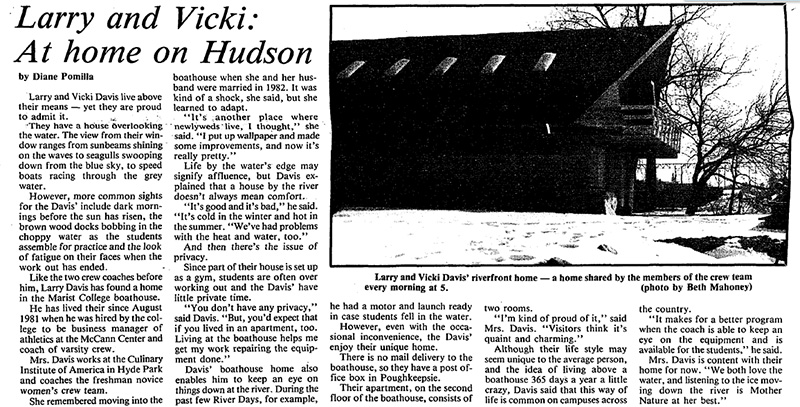 Larry and Vicki:
At home on Hudson
by Diane Pomilla
Larry and Vicki Davis live above
their means — yet they are proud
to admit it.
They have a house overlooking
the water. The view from their win-
dow ranges from sunbeams shining
on the waves to seagulls swooping
down from the blue sky, to speed
boats racing through the grey
water.
However, more common sights
for the Davis' include dark morn-
ings before the sun has risen, the
brown wood docks bobbing in the
choppy water as the students
assemble for practice and the look
of fatigue on their faces when the
work out has ended.
Like the two crew coaches before
him, Larry Davis has found a home
in the Marist College boathouse.
He has lived there since August
1981 when he was hired by the col-
lege to be business manager of
athletics at the McCann Center and
coach of varsity crew.
Mrs. Davis works at the Culinary
Institute of America in Hyde Park
and coaches the freshman novice
women's crew team.
She remembered moving into the
boathouse when she and her hus-
band were married in 1982. It was
kind of a shock, she said, but she
learned to adapt.
"It's another place where
newlyweds live, I thought," she
said. "I put up wallpaper and made
some improvements, and now it's
really pretty."
Life by the water's edge may
signify affluence, but Davis ex-
plained that a house by the river
doesn't always mean comfort.
"It's good and it's bad," he said.
"It's cold in the winter and hot in
the summer. "We've had problems
with the heat and water, too."
And then there's the issue of
privacy.
Since part of their house is set up
as a gym, students are often over
working out and the Davis' have
little private time.
"You don't have any privacy,"
said Davis. "But, you'd expect that
if you lived in an apartment, too.
Living at the boathouse helps me
get my work repairing the equip-
ment done."
Davis' boathouse home also
enables him to keep an eye on
things down at the river. During the
past few River Days, for example,
Larry and Vicki Davis' riverfront home — a home shared by the members of the crew team
every morning at 5. (photo by Beth Mahoney)
he had a motor and launch ready
in case students fell in the water.
However, even with the occa-
sional inconvenience, the Davis'
enjoy their unique home.
There is no mail delivery to the
boathouse, so they have a post of-
fice box in Poughkeepsie.
Their apartment, on the second
floor of the boathouse, consists of
two rooms.
"I'm kind of proud of it," said
Mrs. Davis. "Visitors think it's
quaint and charming."
Although their life style may
seem unique to the average person,
and the idea of living above a
boathouse 365 days a year a little
crazy, Davis said that this way of
life is common on campuses across
the country.
"It makes for a better program
when the coach is able to keep an
eye on the equipment and is
available for the students," he said.
Mrs. Davis is content with their
home for now. "We both love the
water, and listening to the ice mov-
ing down the river is Mother
Nature at her best."